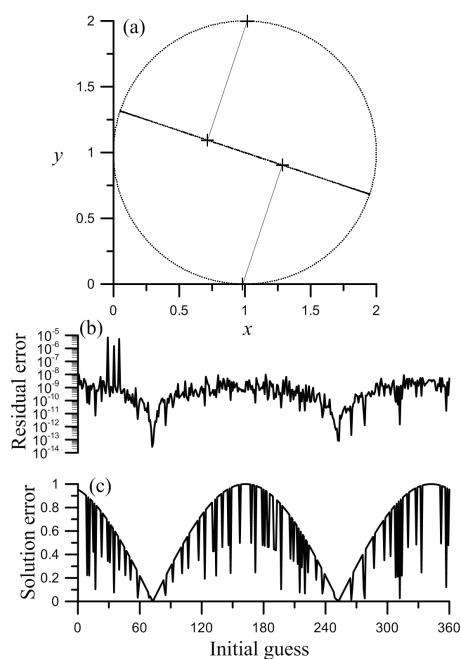 (a)
2
1.5
1
0.5
0
y
0 0.5 1 1.5 2
x
(b)
Residual error
10-5
10-6
10-7
10-8
10-9
10-10
10-11
10-12
10-13
10-14
(c)
Solution error
1
0.8
0.6
0.4
0.2
0
0 60 120 180 240 300 360
Initial guess